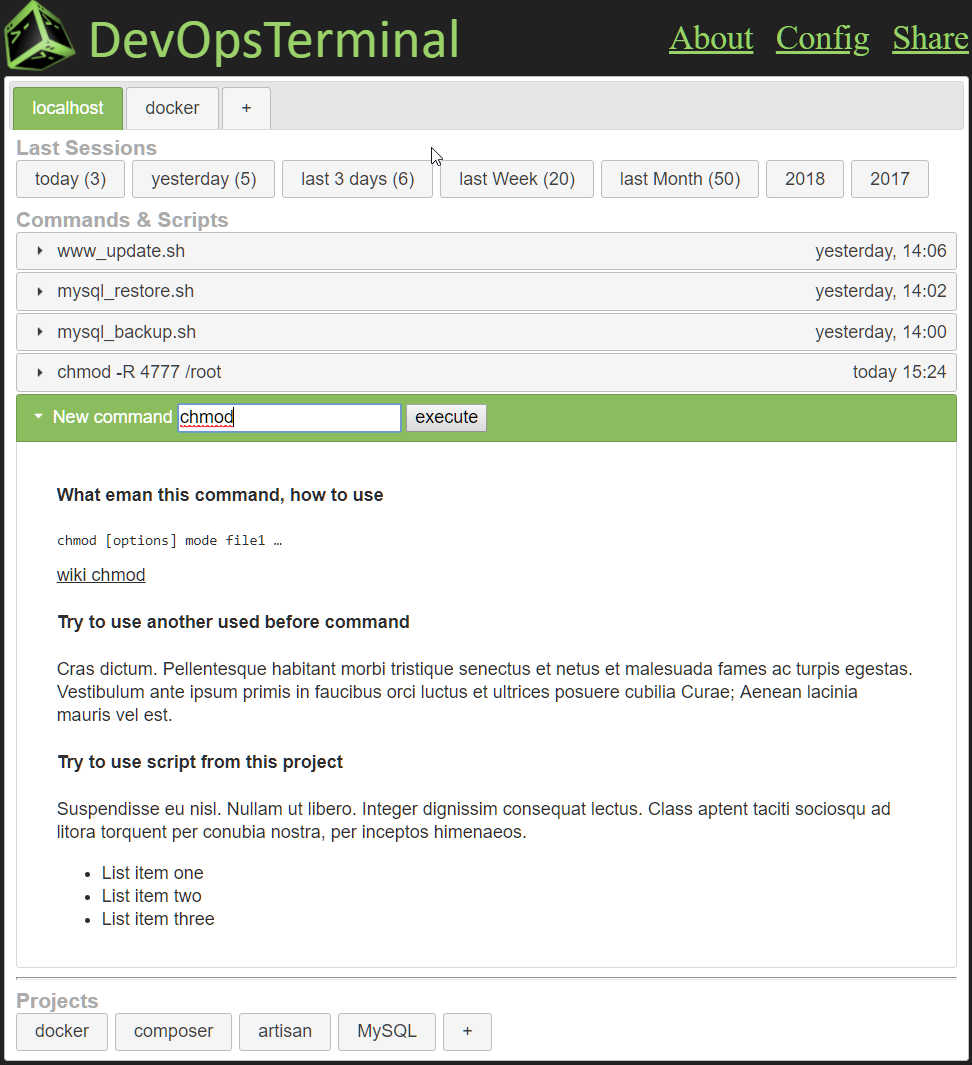 DevOpsTerminal
About Config Share
localhost docker +
Last Sessions
today (3) yesterday (5) last 3 days (6) last Week (20) last Month (50) 2018 2017
Commands & Scripts
www_update.sh yesterday, 14:06
mysql_restore.sh yesterday, 14:02
mysql_backup.sh yesterday, 14:00
chmod -R 4777 /root today 15:24
New command chmod execute
What eman this command, how to use
chmod [options] mode file1 …
wiki chmod
Try to use another used before command
Cras dictum. Pellentesque habitant morbi tristique senectus et netus et malesuada fames ac turpis egestas.
Vestibulum ante ipsum primis in faucibus orci luctus et ultrices posuere cubilia Curae; Aenean lacinia
mauris vel est.
Try to use script from this project
Suspendisse eu nisl. Nullam ut libero. Integer dignissim consequat lectus. Class aptent taciti sociosqu ad
litora torquent per conubia nostra, per inceptos himenaeos.
• List item one
• List item two
• List item three
Projects
docker composer artisan MySQL +